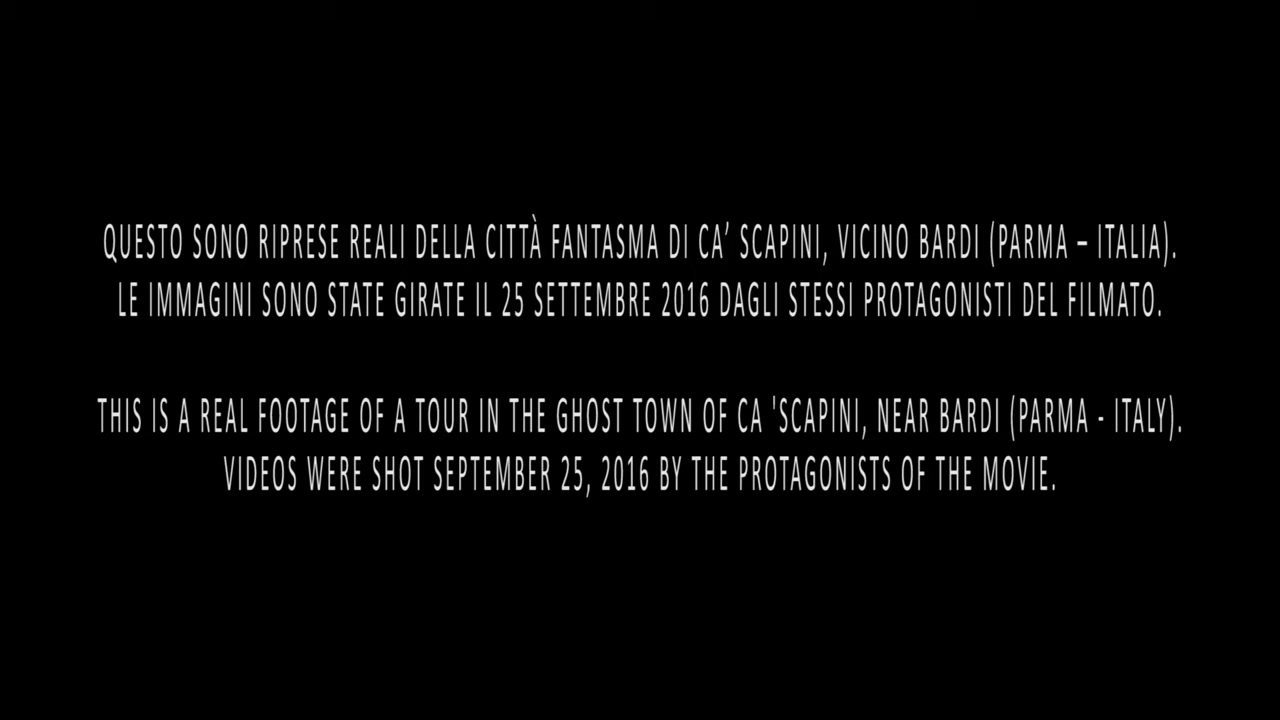 QUESTO SONO RIPRESE REALI DELLA CITTÀ FANTASMA DI CA’ SCAPINI, VICINO BARDI (PARMA – ITALIA).
LE IMMAGINI SONO STATE GIRATE IL 25 SETTEMBRE 2016 DAGLI STESSI PROTAGONISTI DEL FILMATO.
THIS IS A REAL FOOTAGE OF A TOUR IN THE GHOST TOWN OF CA 'SCAPINI, NEAR BARDI (PARMA - ITALY).
VIDEOS WERE SHOT SEPTEMBER 25, 2016 BY THE PROTAGONISTS OF THE MOVIE.